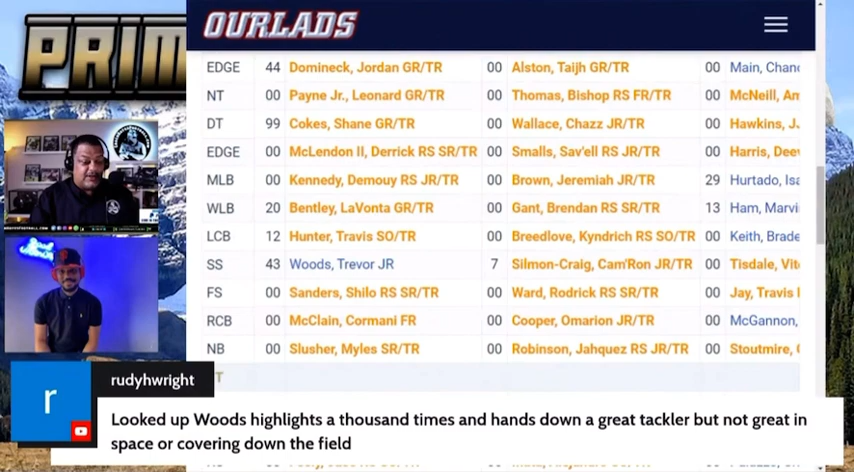 PRIM
OURLADS
EDGE 44 Domineck, Jordan GR/TR 00 Alston, Taijh GR/TR 00 Main, Chanc
NT 00 Payne Jr., Leonard GR/TR 00 Thomas, Bishop RS FR/TR 00 McNeill, Am
DT 99 Cokes, Shane GR/TR 00 Wallace, Chazz JR/TR 00 Hawkins, J.
EDGE 00 McLendon II, Derrick RS SR/TR 00 Smalls, Sav'ell RS JR/TR 00 Harris, Deev
MLB 00 Kennedy, Demouy RS JR/TR 00 Brown, Jeremiah JR/TR 29 Hurtado, Isa
WLB 20 Bentley, LaVonta GR/TR 00 Gant, Brendan RS SR/TR 13 Ham, Marvi
LCB 12 Hunter, Travis SO/TR 00 Breedlove, Kyndrich RS SO/TR 00 Keith, Brade
SS 43 Woods, Trevor JR 7 Silmon-Craig, Cam'Ron JR/TR 00 Tisdale, Vito
FS 00 Sanders, Shilo RS SR/TR 00 Ward, Rodrick RS SR/TR 00 Jay, Travis
RCB 00 McClain, Cormani FR 00 Cooper, Omarion JR/TR 00 McGannon,
NB 00 Slusher, Myles SR/TR 00 Robinson, Jahquez RS JR/TR 00 Stoutmire,
r
rudyhwright
Looked up Woods highlights a thousand times and hands down a great tackler but not great in
space or covering down the field